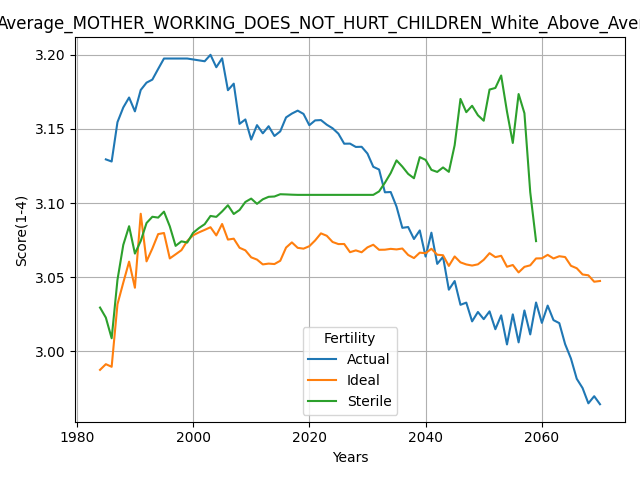 Average_MOTHER_WORKING_DOES_NOT_HURT_CHILDREN_White_Above_Aver
3.20
3.15
3.10
3.05
3.00
Score(1-4)
Fertility
Actual
Ideal
Sterile
1980
2000
2020
2040
2060
Years